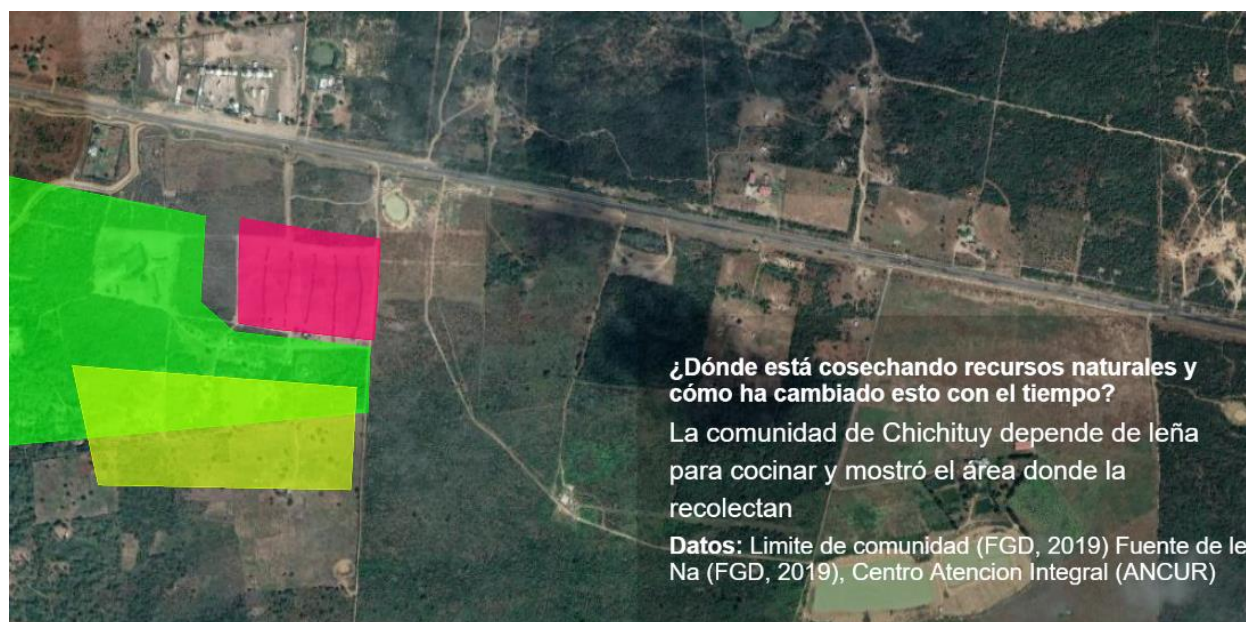 ¿Dónde está cosechando recursos naturales y
cómo ha cambiado esto con el tiempo?
La comunidad de Chichituy depende de leña
para cocinar y mostró el área donde la
recolectan
Datos: Limite de comunidad (FGD, 2019) Fuente de le
Na (FGD, 2019), Centro Atencion Integral (ANCUR)